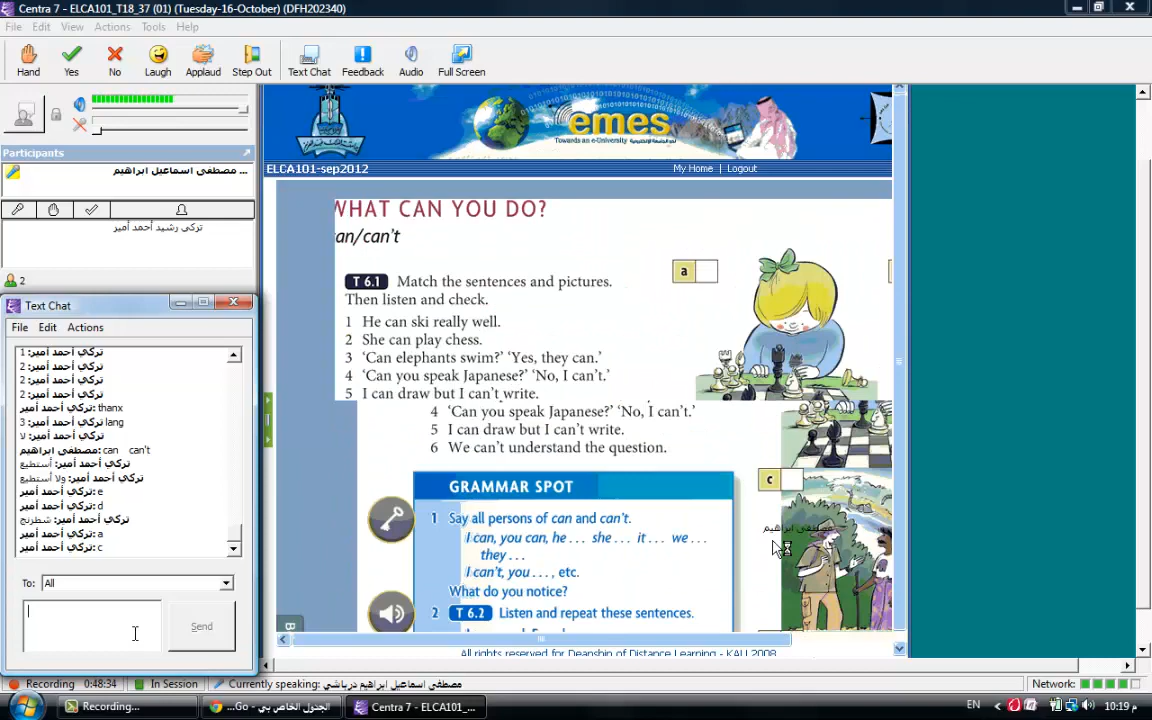 Centra 7 - ELCA101_T18_37 (01) (Tuesday-16-October) (DFH202340)
File Edit View Actions Tools Help
Hand Yes No Laugh Applaud Step Out Text Chat Feedback Audio Full Screen
Participants
مصطفى اسماعيل ابراهيم ...
تركي رشيد أحمد أمير
2
Text Chat
File Edit Actions
تركي أحمد أمير: 1
تركي أحمد أمير: 2
تركي أحمد أمير: 2
تركي أحمد أمير: 2
تركي أحمد أمير: thanx
تركي أحمد أمير: 3 lang
تركي أحمد أمير: لا
مصطفى ابراهيم: can can't
تركي أحمد أمير: أستطيع
تركي أحمد أمير: ولا أستطيع
تركي أحمد أمير: e
تركي أحمد أمير: d
تركي أحمد أمير: شطرنج
تركي أحمد أمير: a
تركي أحمد أمير: c
To: All
Send
emes
Towards an e-University
ELCA101-sep2012
My Home | Logout
WHAT CAN YOU DO?
can/can't
T 6.1 Match the sentences and pictures.
Then listen and check.
1 He can ski really well.
2 She can play chess.
3 'Can elephants swim?' 'Yes, they can.'
4 'Can you speak Japanese?' 'No, I can't.'
5 I can draw but I can't write.
a
4 'Can you speak Japanese?' 'No, I can't.'
5 I can draw but I can't write.
6 We can't understand the question.
c
مصطفى ابراهيم
GRAMMAR SPOT
1 Say all persons of can and can't.
I can, you can, he . . . she . . . it . . . we . . .
they . . .
I can't, you . . . , etc.
What do you notice?
2 T 6.2 Listen and repeat these sentences.
B
All rights reserved for Deanship of Distance Learning - KAU 2008
Recording 0:48:34 In Session Currently speaking: مصطفى اسماعيل ابراهيم درباشي Network:
Recording... الجدول الخاص بي - Go... Centra 7 - ELCA101_... EN 10:19 م